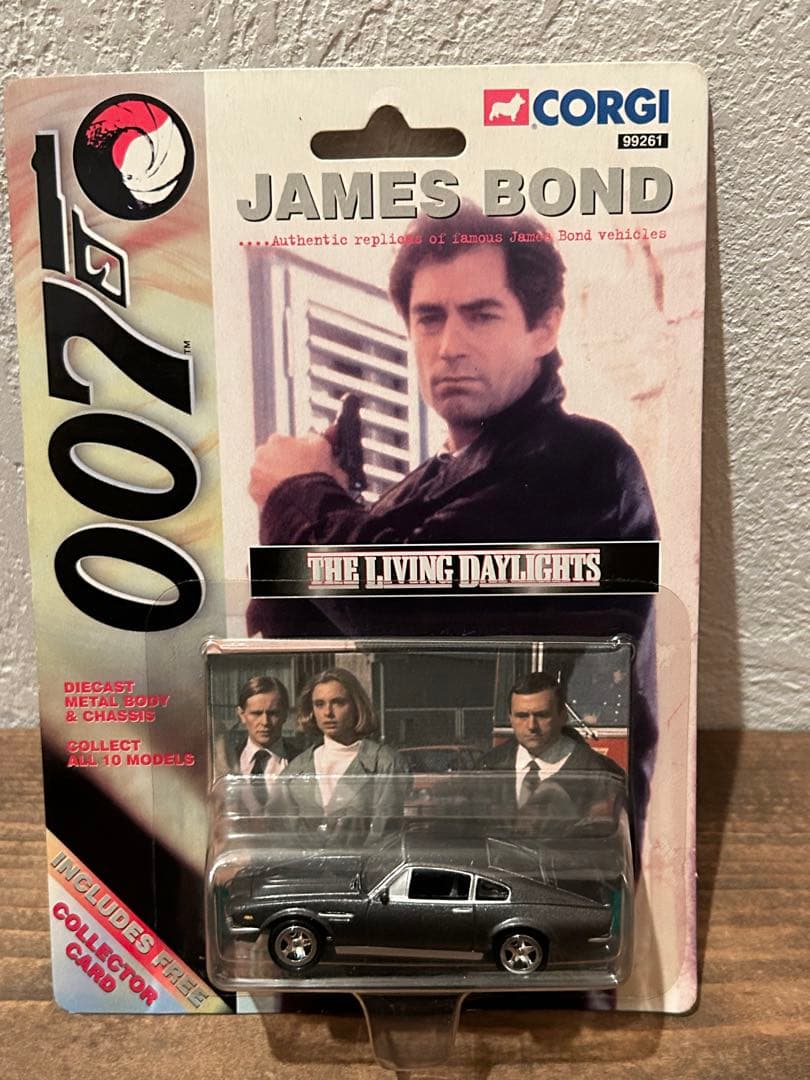 CORGI
99261
JAMES BOND
....Authentic replicas of famous James Bond vehicles
007
TM
THE LIVING DAYLIGHTS
DIECAST
METAL BODY
& CHASSIS
COLLECT
ALL 10 MODELS
INCLUDES FREE
COLLECTOR
CARD